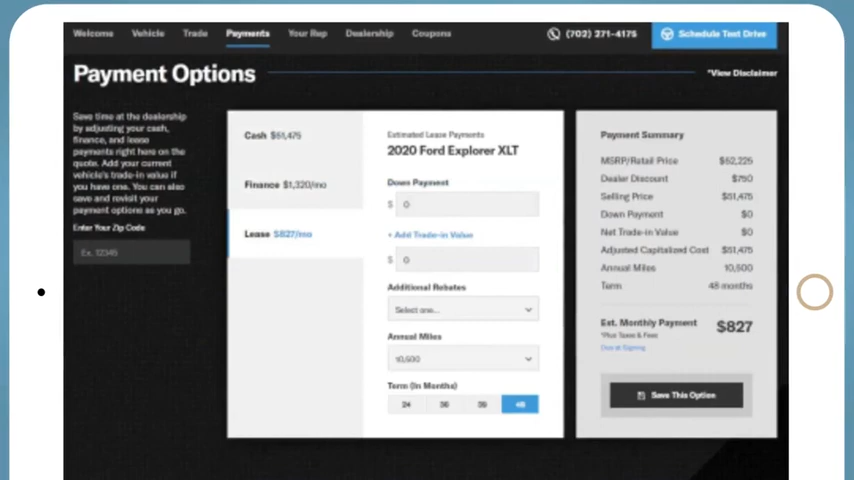 Welcome Vehicle Trade Payments Your Rep Dealership Coupons (702) 271-4175 Schedule Test Drive
Payment Options
*View Disclaimer
Save time at the dealership
by adjusting your cash,
finance, and lease
payments right here on the
quote. Add your current
vehicle's trade-in value if
you have one. You can also
save and revisit your
payment options as you go.
Enter Your Zip Code
Ex. 12345
Cash $51,475
Finance $1,320/mo
Lease $827/mo
Estimated Lease Payments
2020 Ford Explorer XLT
Down Payment
$ 0
+ Add Trade-in Value
$ 0
Additional Rebates
Select one...
Annual Miles
10,500
Term (In Months)
24 36 39 48
Payment Summary
MSRP/Retail Price $52,225
Dealer Discount $750
Selling Price $51,475
Down Payment $0
Net Trade-in Value $0
Adjusted Capitalized Cost $51,475
Annual Miles 10,500
Term 48 months
Est. Monthly Payment $827
*Plus Taxes & Fees
Due at Signing
Save This Option